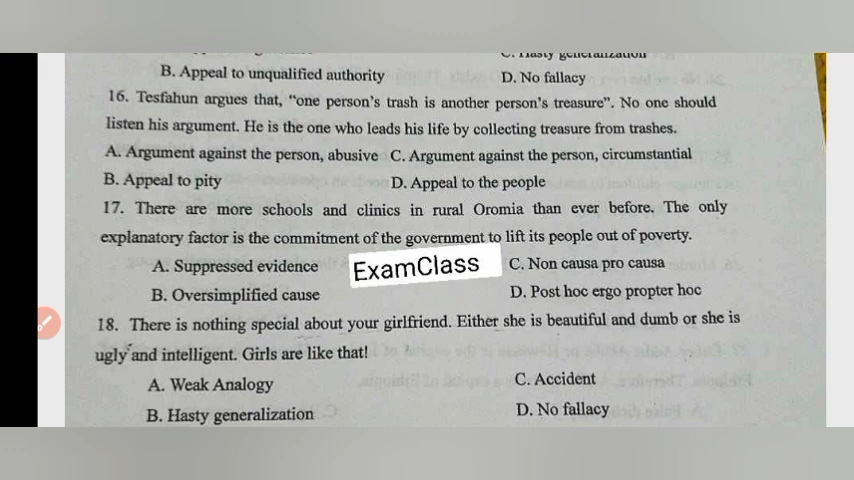 C. Hasty generalization
B. Appeal to unqualified authority D. No fallacy
16. Tesfahun argues that, “one person’s trash is another person’s treasure”. No one should
listen his argument. He is the one who leads his life by collecting treasure from trashes.
A. Argument against the person, abusive C. Argument against the person, circumstantial
B. Appeal to pity D. Appeal to the people
17. There are more schools and clinics in rural Oromia than ever before. The only
explanatory factor is the commitment of the government to lift its people out of poverty.
A. Suppressed evidence ExamClass C. Non causa pro causa
B. Oversimplified cause D. Post hoc ergo propter hoc
18. There is nothing special about your girlfriend. Either she is beautiful and dumb or she is
ugly and intelligent. Girls are like that!
A. Weak Analogy C. Accident
B. Hasty generalization D. No fallacy